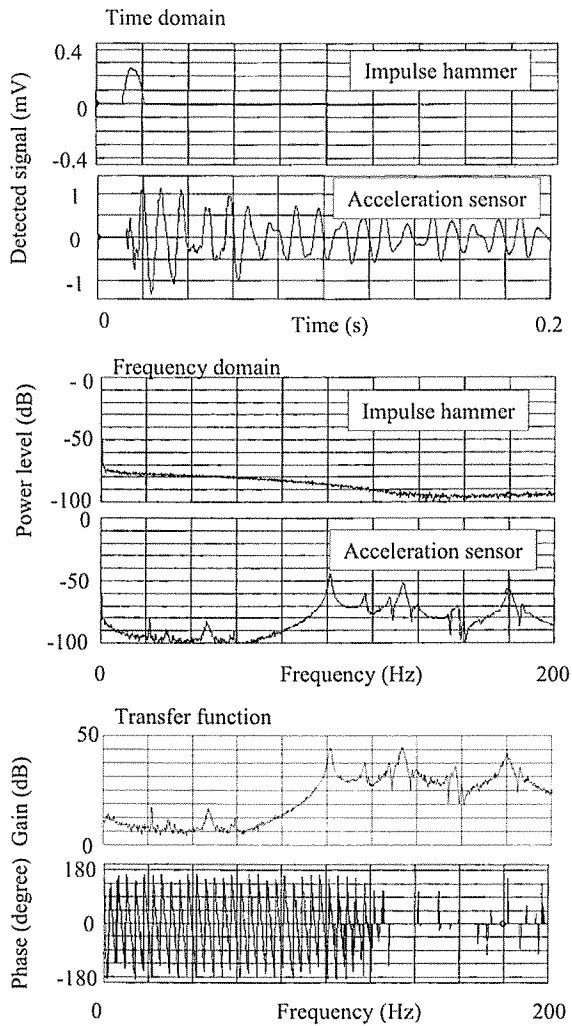 Time domain
0.4
Impulse hammer
0
-0.4
Detected signal (mV)
1
Acceleration sensor
0
-1
0
Time (s)
0.2
Frequency domain
- 0
Impulse hammer
-50
-100
Power level (dB)
0
Acceleration sensor
-50
-100
0
Frequency (Hz)
200
Transfer function
50
Gain (dB)
0
180
Phase (degree)
0
-180
0
Frequency (Hz)
200